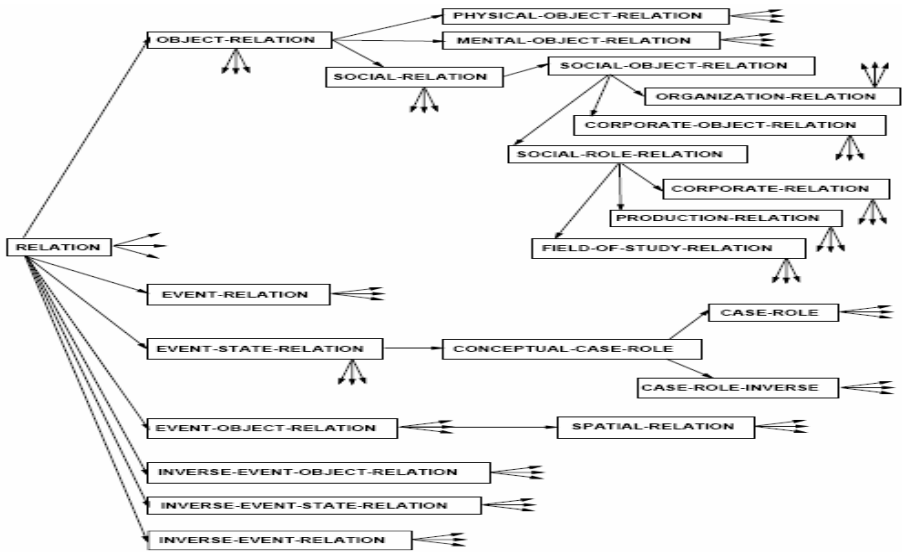 PHYSICAL-OBJECT-RELATION
OBJECT-RELATION
MENTAL-OBJECT-RELATION
SOCIAL-RELATION
SOCIAL-OBJECT-RELATION
ORGANIZATION-RELATION
CORPORATE-OBJECT-RELATION
SOCIAL-ROLE-RELATION
CORPORATE-RELATION
PRODUCTION-RELATION
RELATION
FIELD-OF-STUDY-RELATION
EVENT-RELATION
CASE-ROLE
EVENT-STATE-RELATION
CONCEPTUAL-CASE-ROLE
CASE-ROLE-INVERSE
EVENT-OBJECT-RELATION
SPATIAL-RELATION
INVERSE-EVENT-OBJECT-RELATION
INVERSE-EVENT-STATE-RELATION
INVERSE-EVENT-RELATION